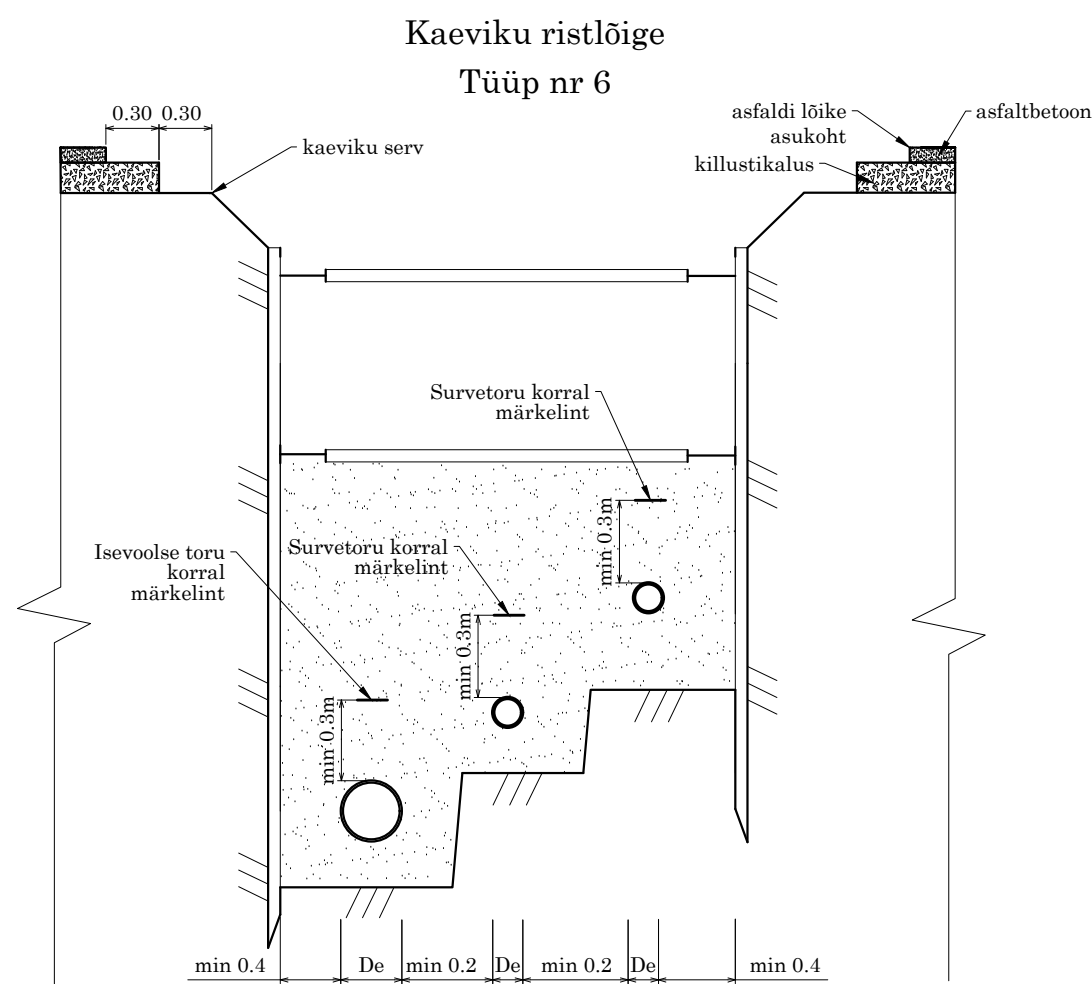 Kaeviku ristlõige
Tüüp nr 6
0.30 0.30
kaeviku serv
asfaldi lõike
asukoht
asfaltbetoon
killustikalus
Survetoru korral
märkelint
min 0.3m
Survetoru korral
märkelint
min 0.3m
Isevoolse toru
korral
märkelint
min 0.3m
min 0.4 De min 0.2 De min 0.2 De min 0.4